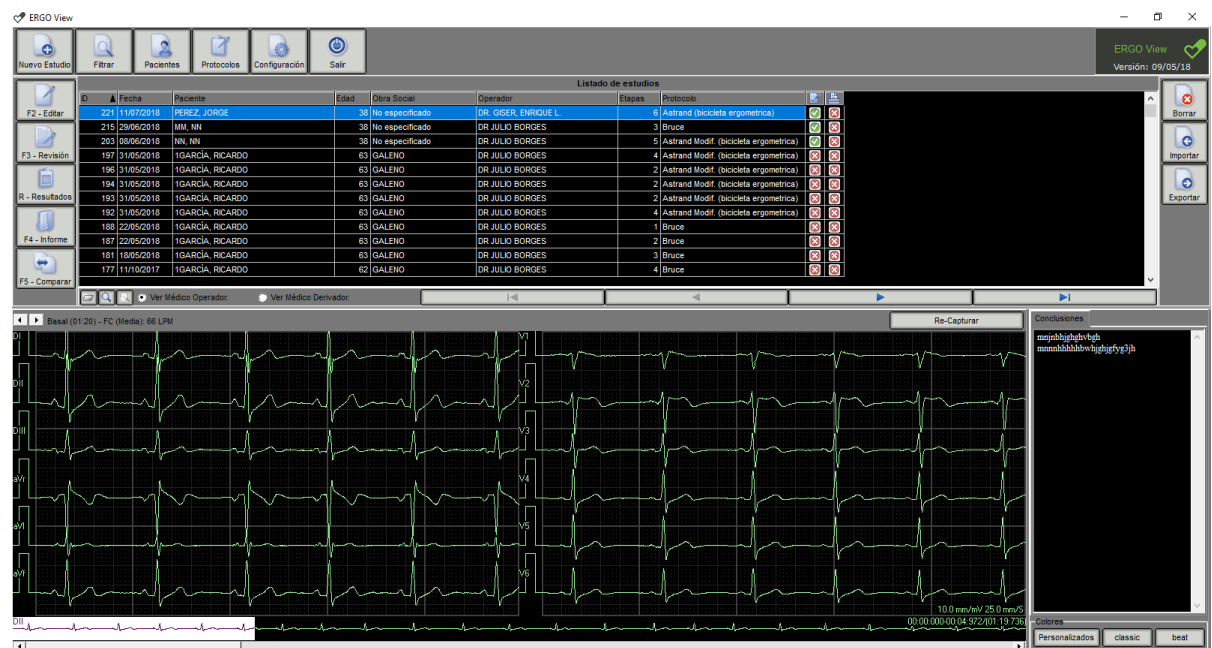 ERGO View
Nuevo Estudio
Filtrar
Pacientes
Protocolos
Configuración
Salir
ERGO View
Versión: 09/05/18
Listado de estudios
ID Fecha Paciente Edad Obra Social Operador Etapas Protocolo
221 11/07/2018 PEREZ, JORGE 38 No especificado DR. GISER, ENRIQUE L. 6 Astrand (bicicleta ergometrica)
215 29/06/2018 MM, NN 38 No especificado DR JULIO BORGES 3 Bruce
203 08/06/2018 NN, NN 38 No especificado DR JULIO BORGES 5 Astrand Modif. (bicicleta ergometrica)
197 31/05/2018 1GARCÍA, RICARDO 63 GALENO DR JULIO BORGES 4 Astrand Modif. (bicicleta ergometrica)
196 31/05/2018 1GARCÍA, RICARDO 63 GALENO DR JULIO BORGES 2 Astrand Modif. (bicicleta ergometrica)
194 31/05/2018 1GARCÍA, RICARDO 63 GALENO DR JULIO BORGES 2 Astrand Modif. (bicicleta ergometrica)
193 31/05/2018 1GARCÍA, RICARDO 63 GALENO DR JULIO BORGES 2 Astrand Modif. (bicicleta ergometrica)
192 31/05/2018 1GARCÍA, RICARDO 63 GALENO DR JULIO BORGES 4 Astrand Modif. (bicicleta ergometrica)
188 22/05/2018 1GARCÍA, RICARDO 63 GALENO DR JULIO BORGES 1 Bruce
187 22/05/2018 1GARCÍA, RICARDO 63 GALENO DR JULIO BORGES 2 Bruce
181 18/05/2018 1GARCÍA, RICARDO 63 GALENO DR JULIO BORGES 3 Bruce
177 11/10/2017 1GARCÍA, RICARDO 62 GALENO DR JULIO BORGES 4 Bruce
F2 - Editar
F3 - Revisión
R - Resultados
F4 - Informe
F5 - Comparar
Borrar
Importar
Exportar
Ver Médico Operador.
Ver Médico Derivador.
Basal (01:20) - FC (Media): 66 LPM
Re-Capturar
DI
DII
DIII
aVr
aVl
aVf
V1
V2
V3
V4
V5
V6
10.0 mm/mV 25.0 mm/S
DII
00:00:000-00:04:972/(01:19:736)
Conclusiones
mnjnbhjghghvbgh
mnnnhhhhhbwhjghjgfyg3jh
Colores
Personalizados
classic
beat